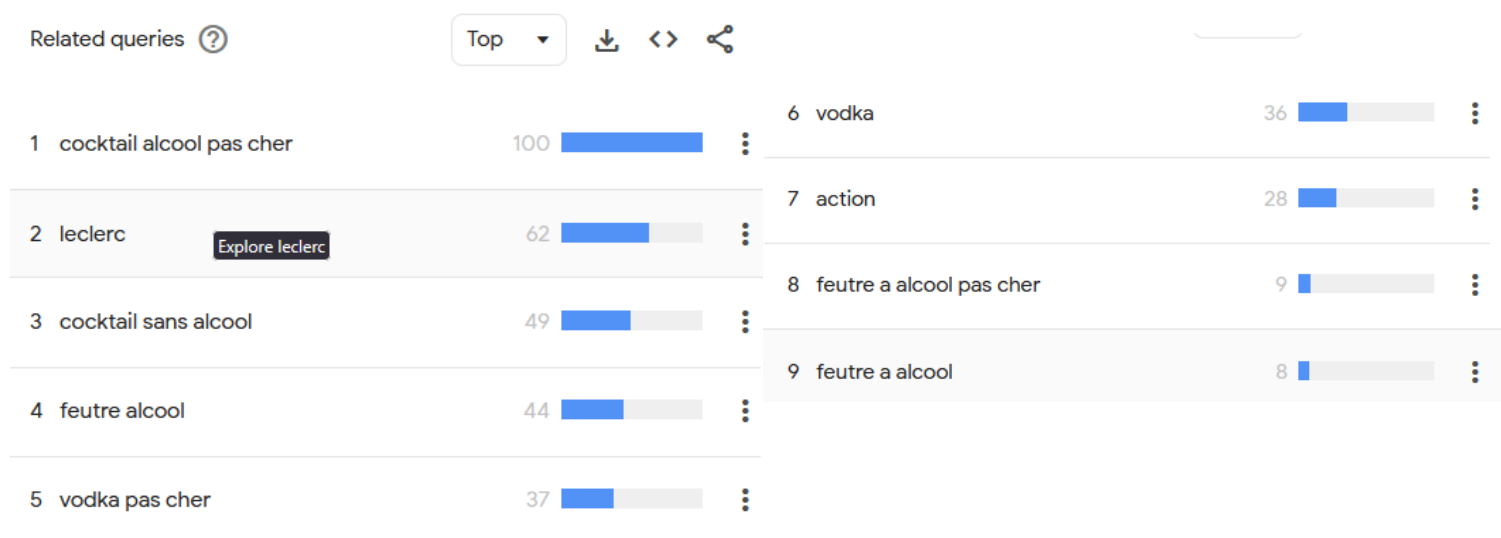 Related queries
Top
1 cocktail alcool pas cher 100
2 leclerc 62
Explore leclerc
3 cocktail sans alcool 49
4 feutre alcool 44
5 vodka pas cher 37
6 vodka 36
7 action 28
8 feutre a alcool pas cher 9
9 feutre a alcool 8